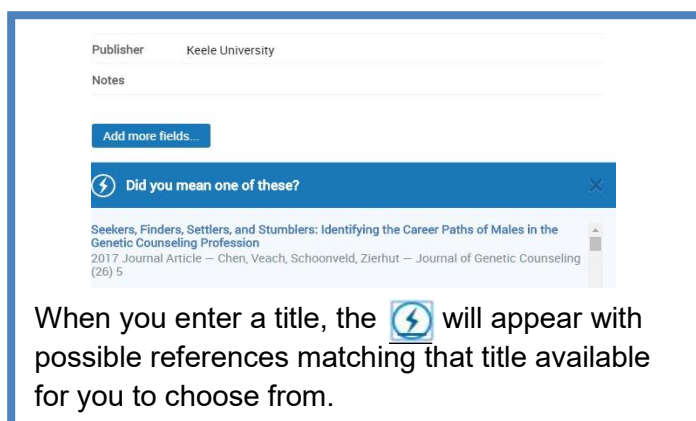 Publisher Keele University
Notes
Add more fields...
Did you mean one of these?
Seekers, Finders, Settlers, and Stumblers: Identifying the Career Paths of Males in the
Genetic Counseling Profession
2017 Journal Article — Chen, Veach, Schoonveld, Zierhut — Journal of Genetic Counseling
(26) 5
When you enter a title, the will appear with
possible references matching that title available
for you to choose from.